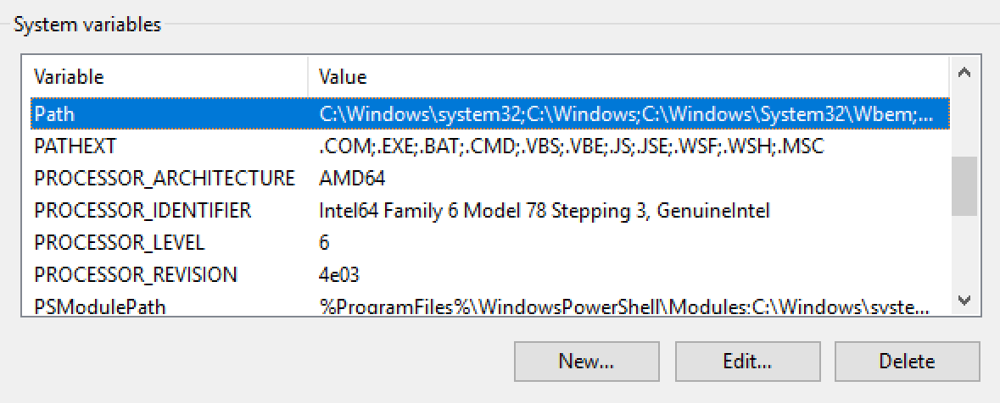 System variables
Variable Value
Path C:\Windows\system32;C:\Windows;C:\Windows\System32\Wbem;...
PATHEXT .COM;.EXE;.BAT;.CMD;.VBS;.VBE;.JS;.JSE;.WSF;.WSH;.MSC
PROCESSOR_ARCHITECTURE AMD64
PROCESSOR_IDENTIFIER Intel64 Family 6 Model 78 Stepping 3, GenuineIntel
PROCESSOR_LEVEL 6
PROCESSOR_REVISION 4e03
PSModulePath %ProgramFiles%\WindowsPowerShell\Modules;C:\Windows\syste...
New... Edit... Delete